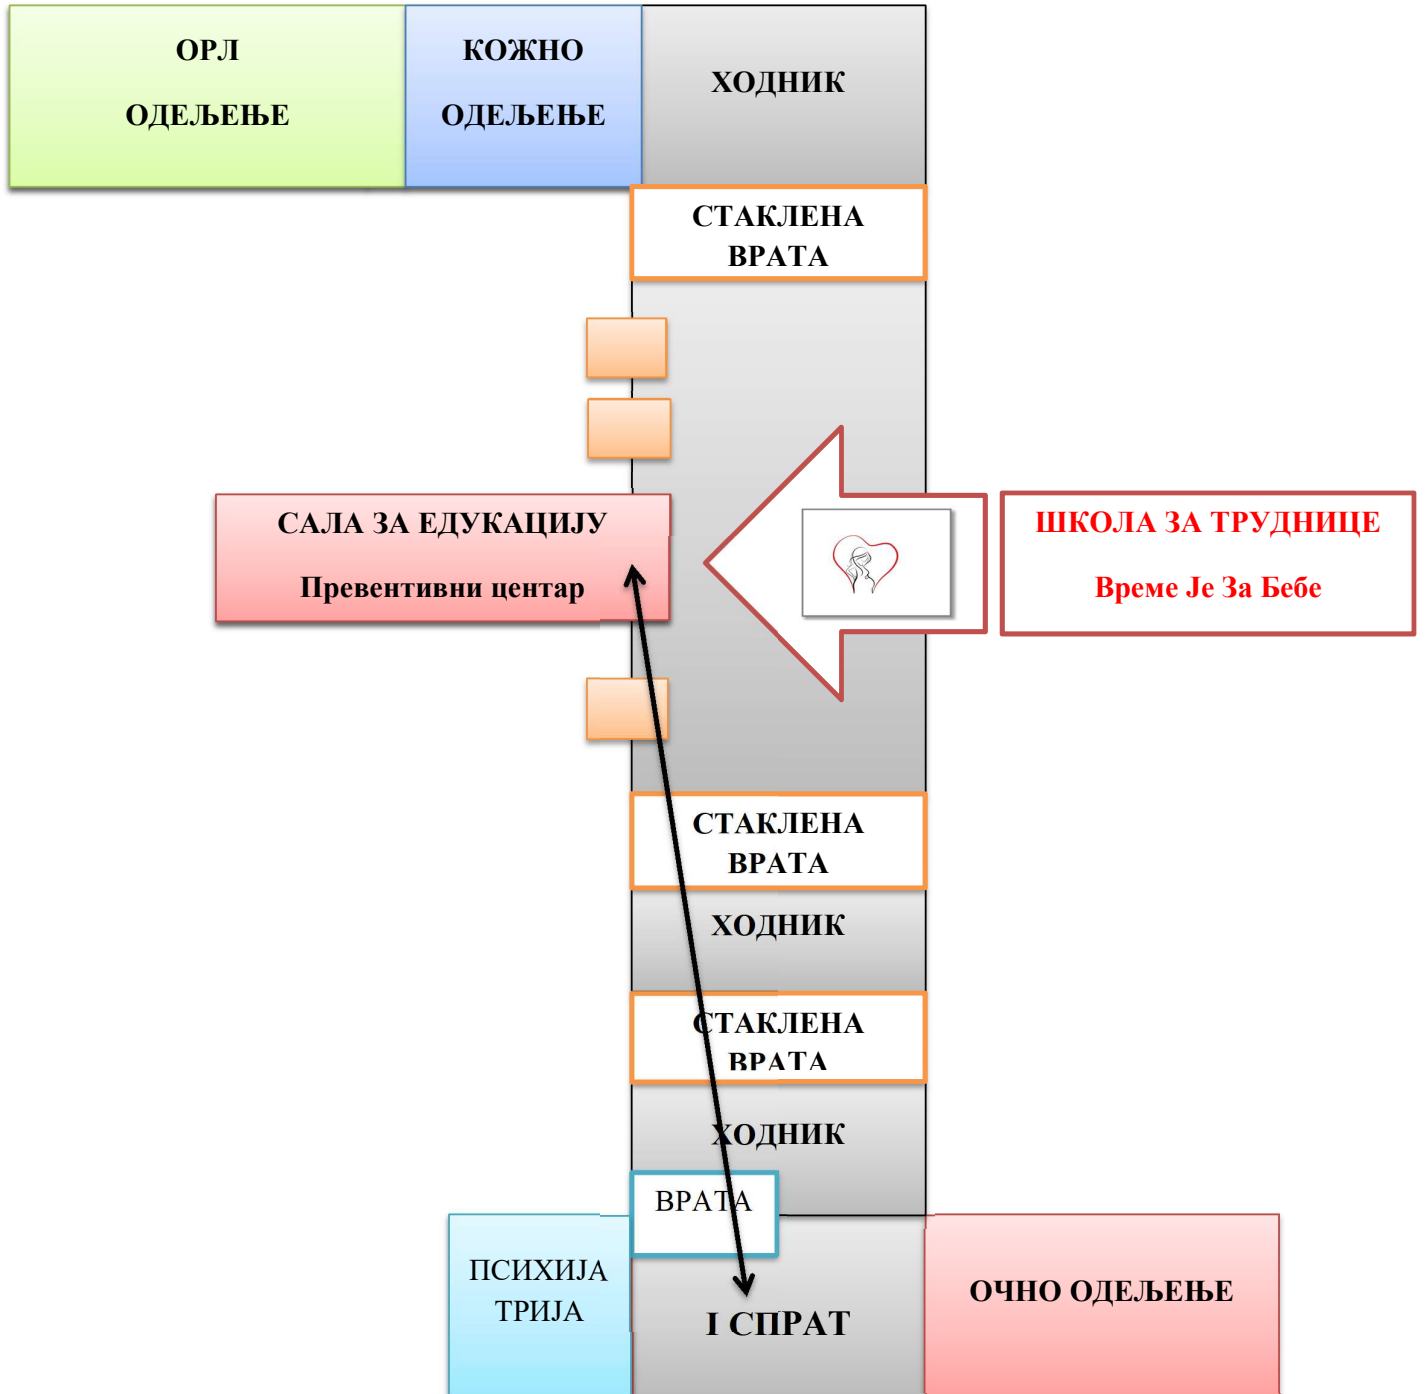 ОРЛ
ОДЕЉЕЊЕ
КОЖНО
ОДЕЉЕЊЕ
ХОДНИК
СТАКЛЕНА
ВРАТА
САЛА ЗА ЕДУКАЦИЈУ
Превентивни центар
ШКОЛА ЗА ТРУДНИЦЕ
Време Је За Бебе
СТАКЛЕНА
ВРАТА
ХОДНИК
СТАКЛЕНА
ВРАТА
ХОДНИК
ВРАТА
ПСИХИЈА
ТРИЈА
I СПРАТ
ОЧНО ОДЕЉЕЊЕ